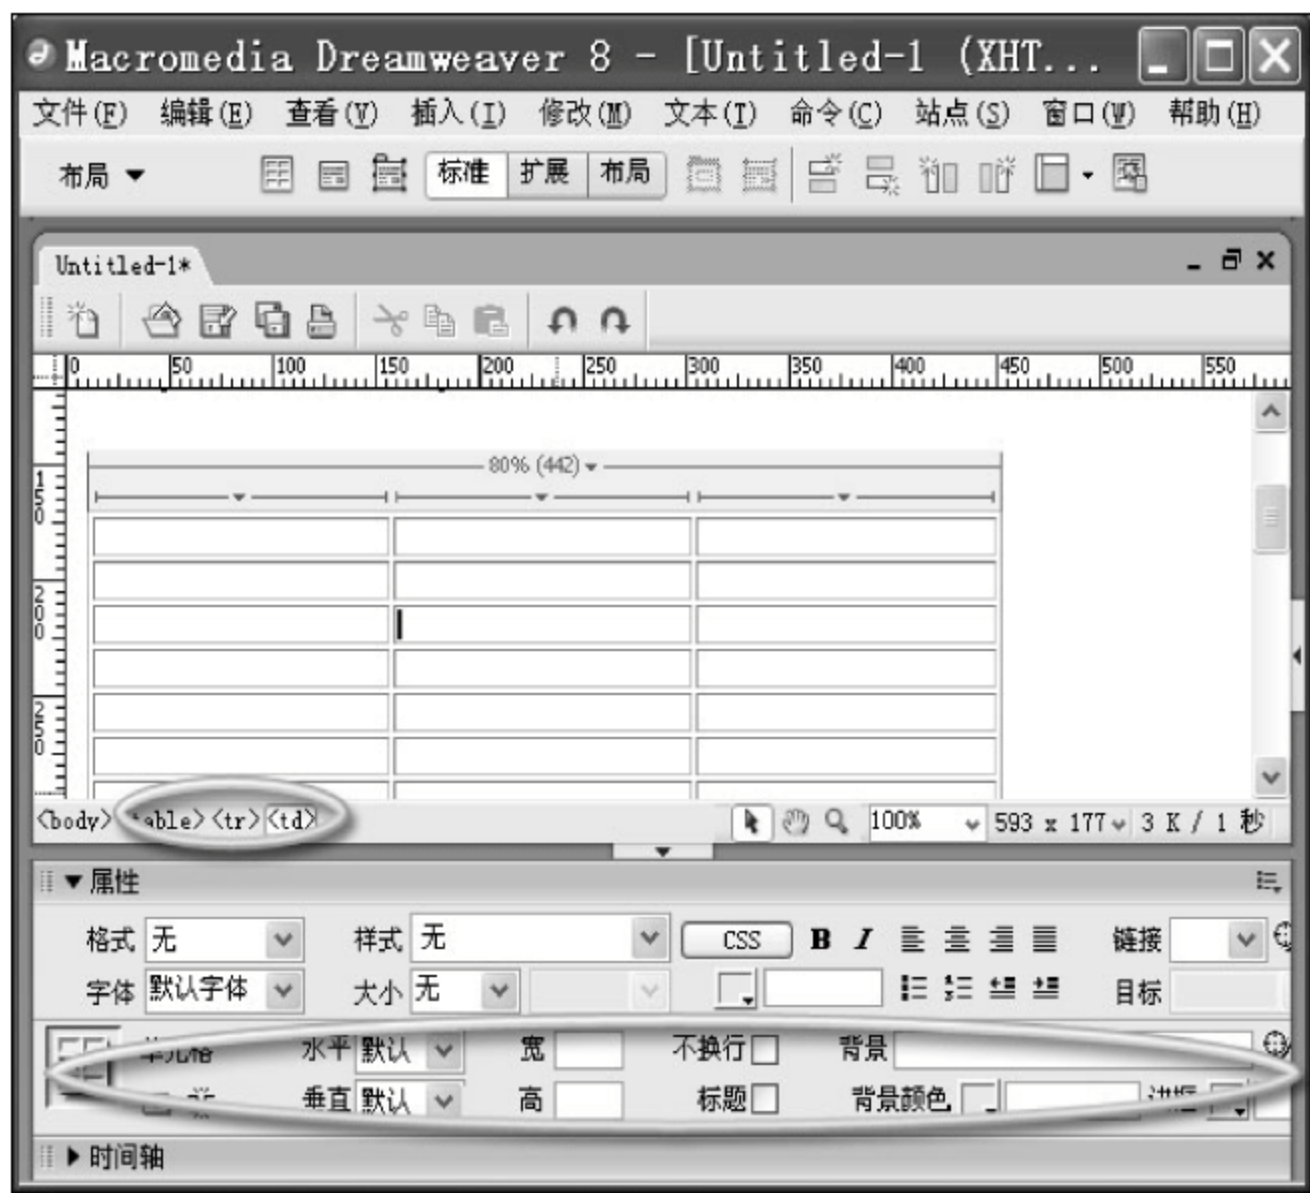 Macromedia Dreamweaver 8 - [Untitled-1 (XHT...
文件(F) 编辑(E) 查看(V) 插入(I) 修改(M) 文本(T) 命令(C) 站点(S) 窗口(W) 帮助(H)
布局 标准 扩展 布局
Untitled-1*
0 50 100 150 200 250 300 350 400 450 500 550
80% (442)
150
200
250
<body> able> <tr> <td> 100% 593 x 177 3 K / 1 秒
属性
格式 无 样式 无 CSS B I 链接
字体 默认字体 大小 无 目标
单元格 水平 默认 宽 不换行 背景
垂直 默认 高 标题 背景颜色 边框
时间轴